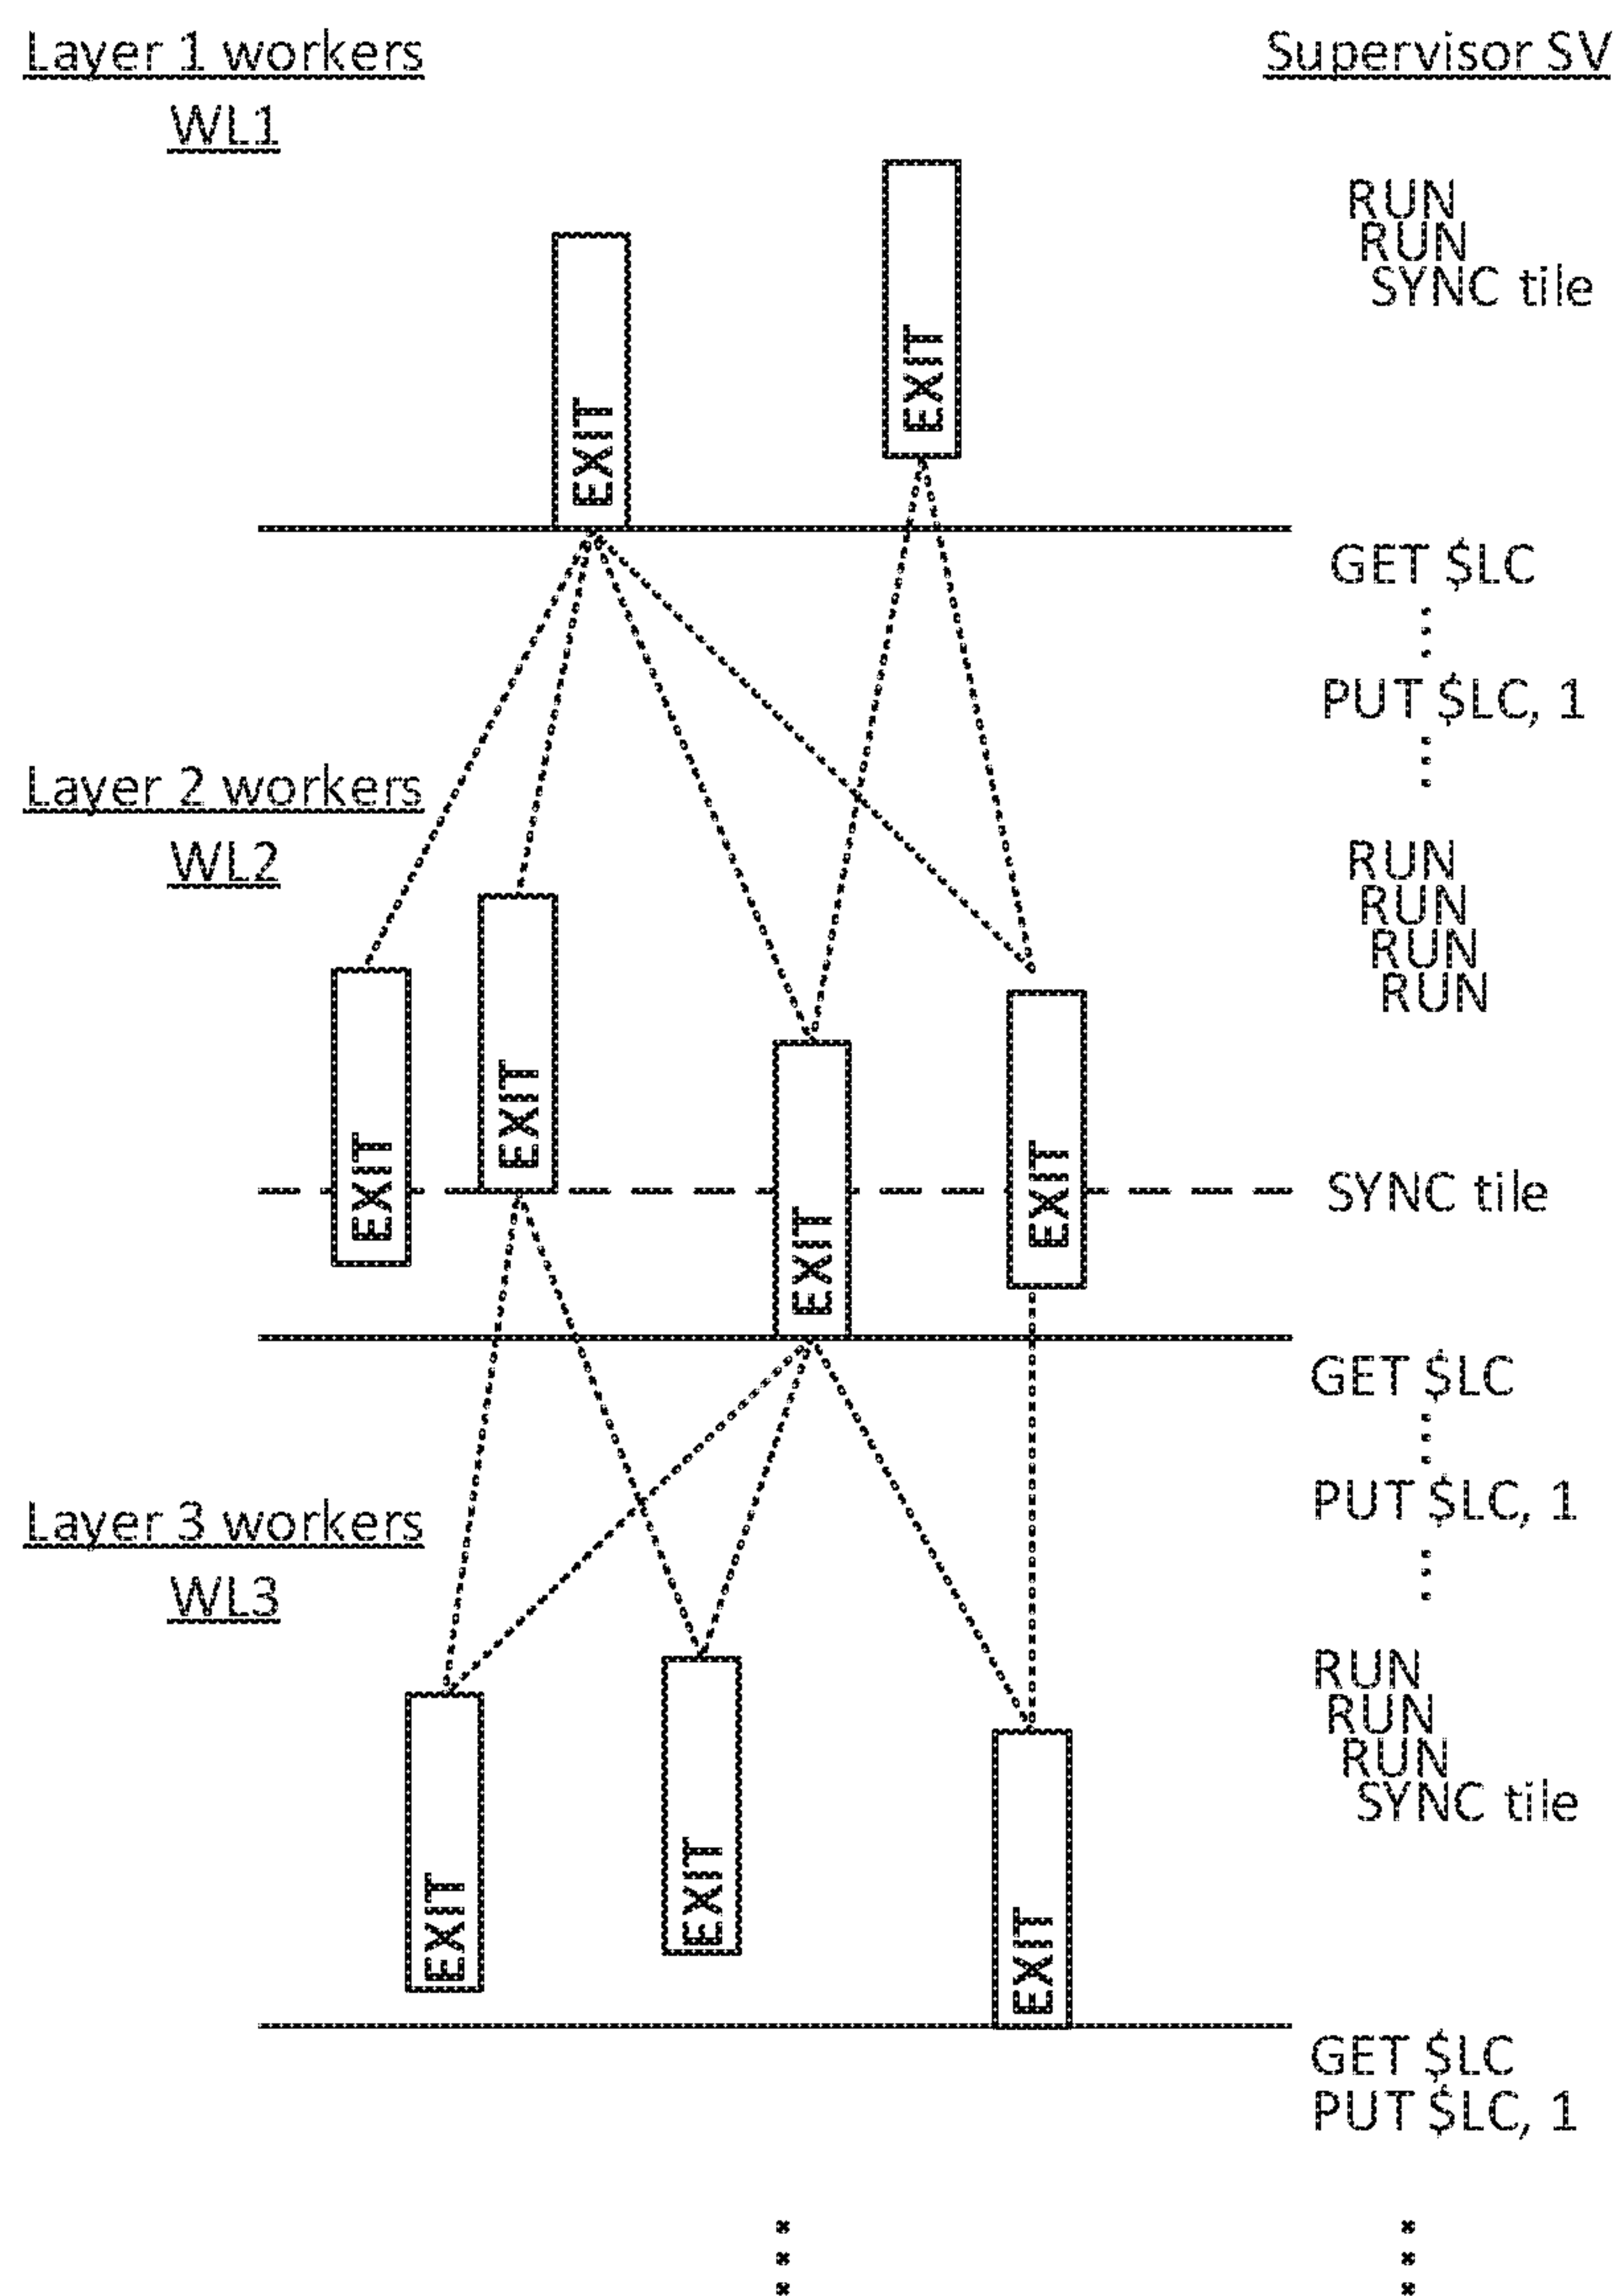 Layer 1 workers
WL1
Supervisor SV
RUN
RUN
SYNC tile
EXIT
EXIT
GET $LC
PUT $LC, 1
Layer 2 workers
WL2
RUN
RUN
RUN
RUN
EXIT
EXIT
EXIT
EXIT
SYNC tile
GET $LC
PUT $LC, 1
Layer 3 workers
WL3
RUN
RUN
RUN
SYNC tile
EXIT
EXIT
EXIT
GET $LC
PUT $LC, 1